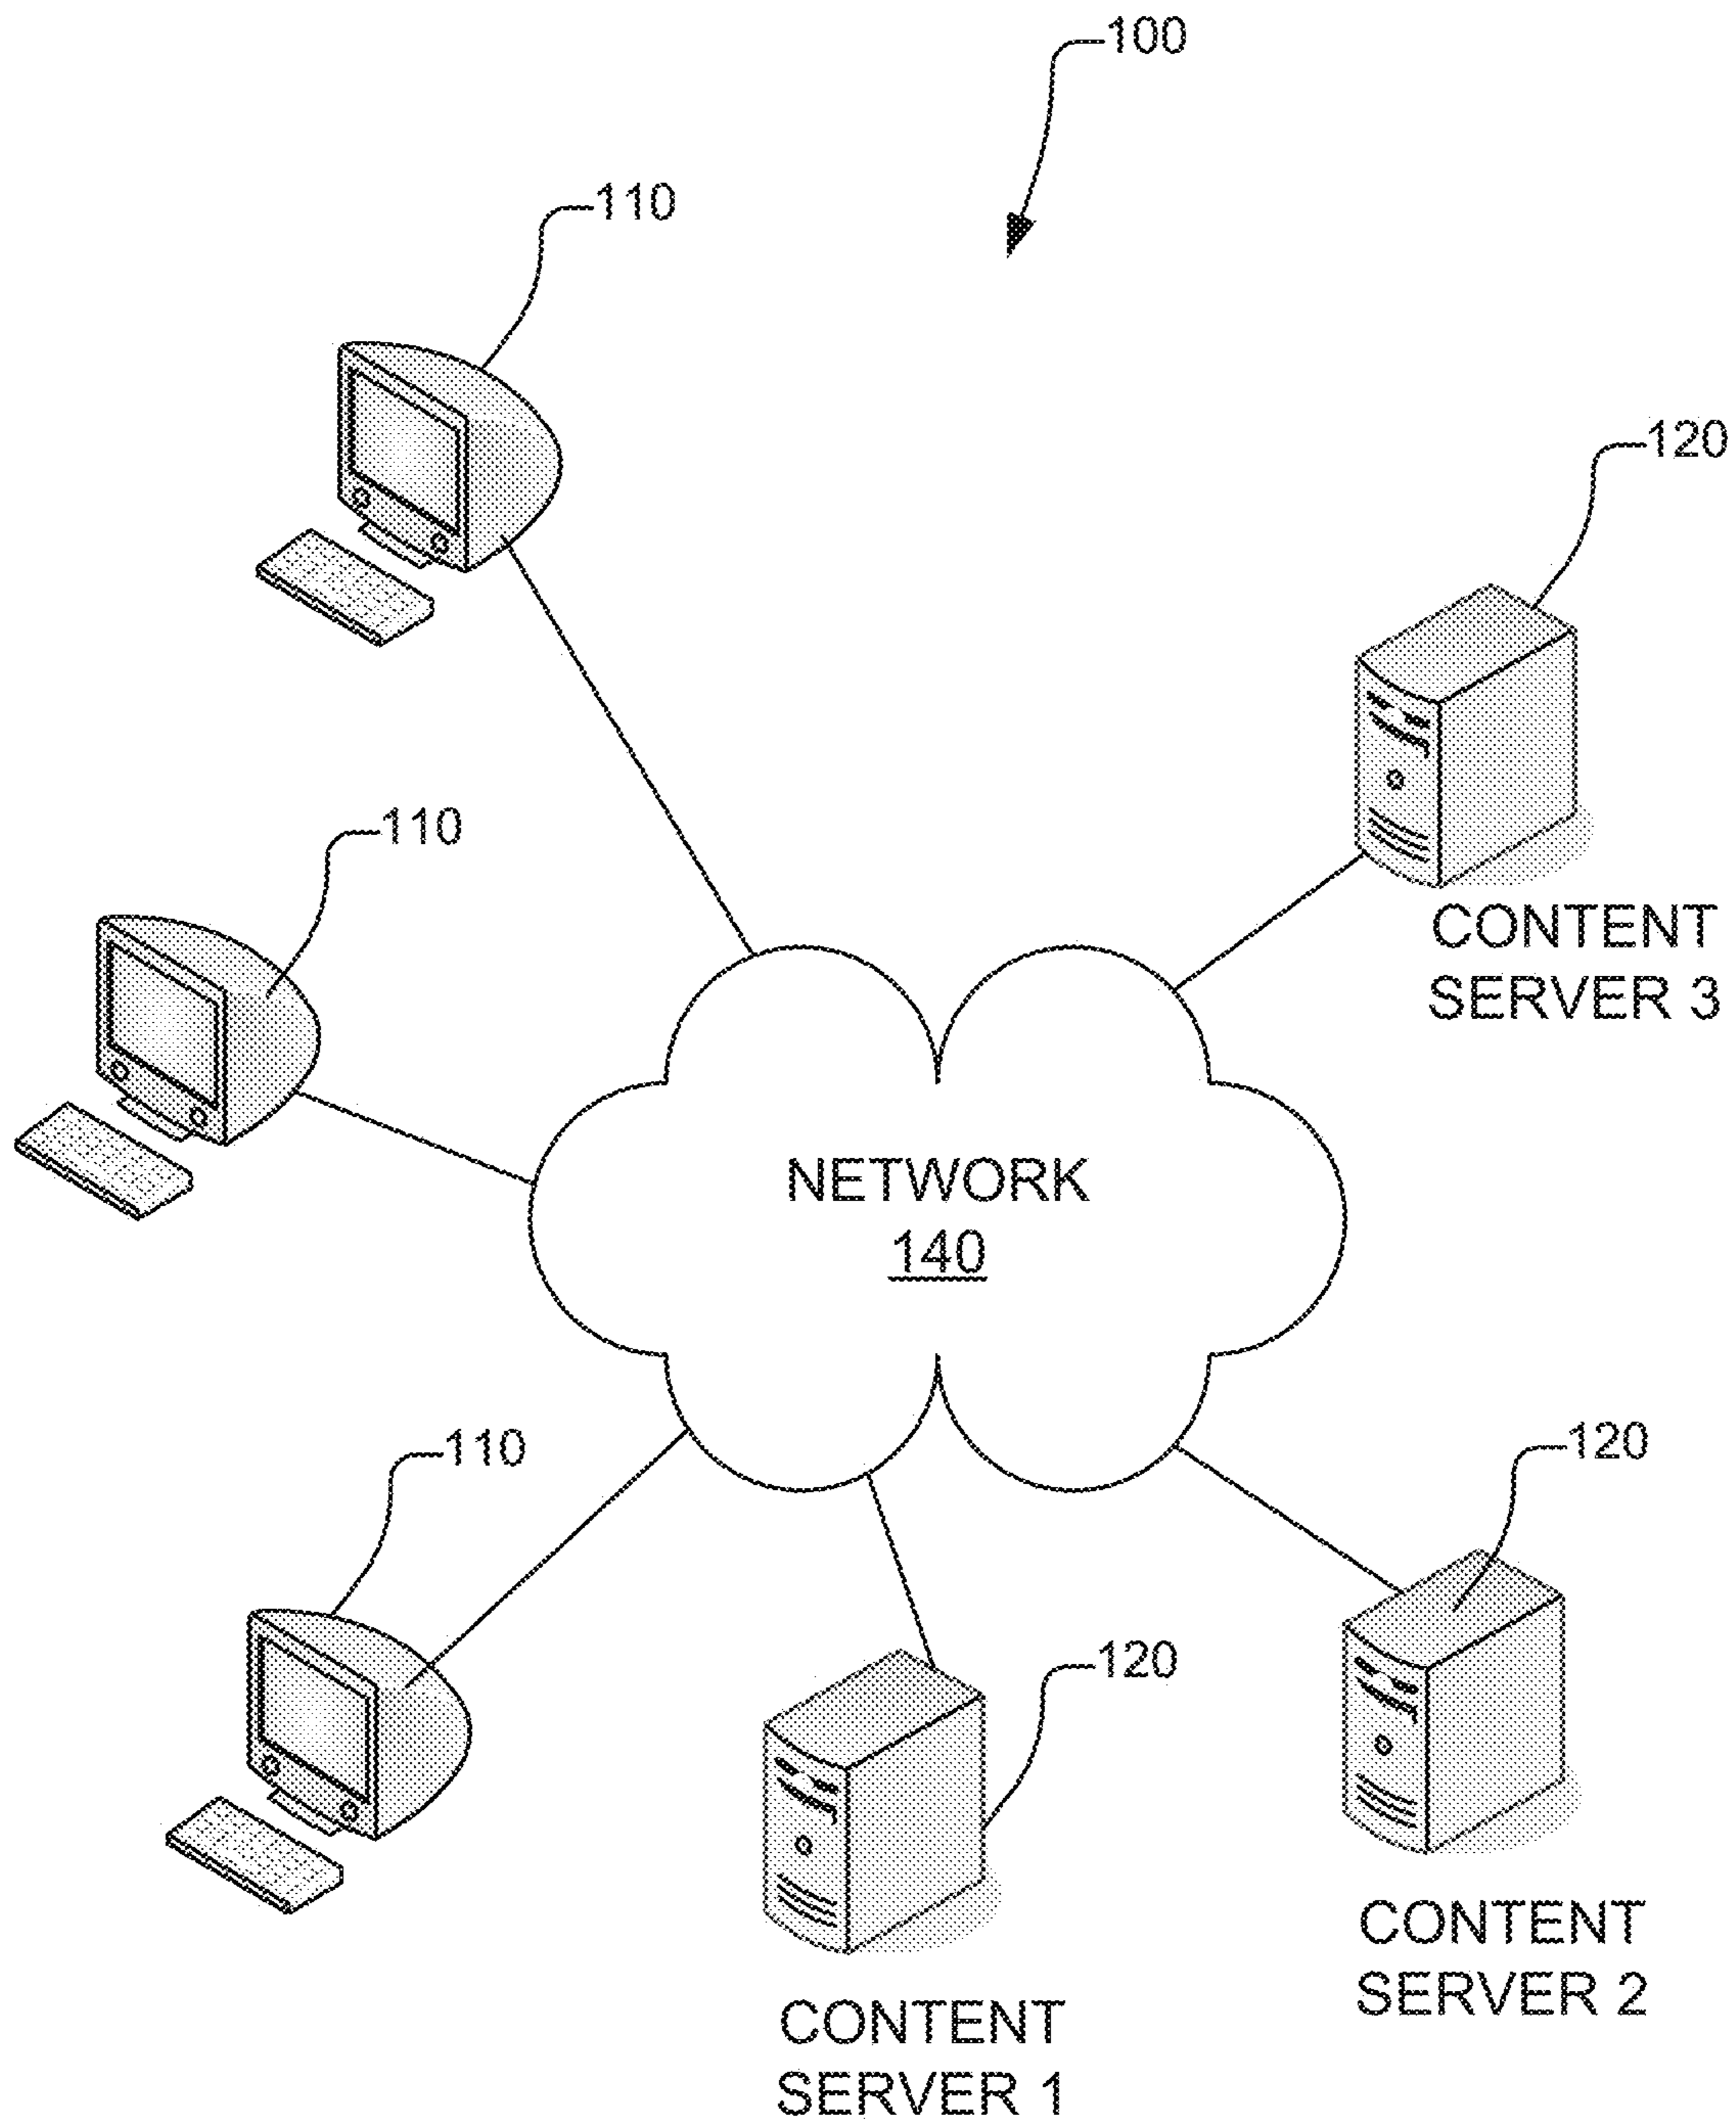 100
110
120
110
CONTENT
SERVER 3
NETWORK
140
110
120
120
CONTENT
SERVER 2
CONTENT
SERVER 1